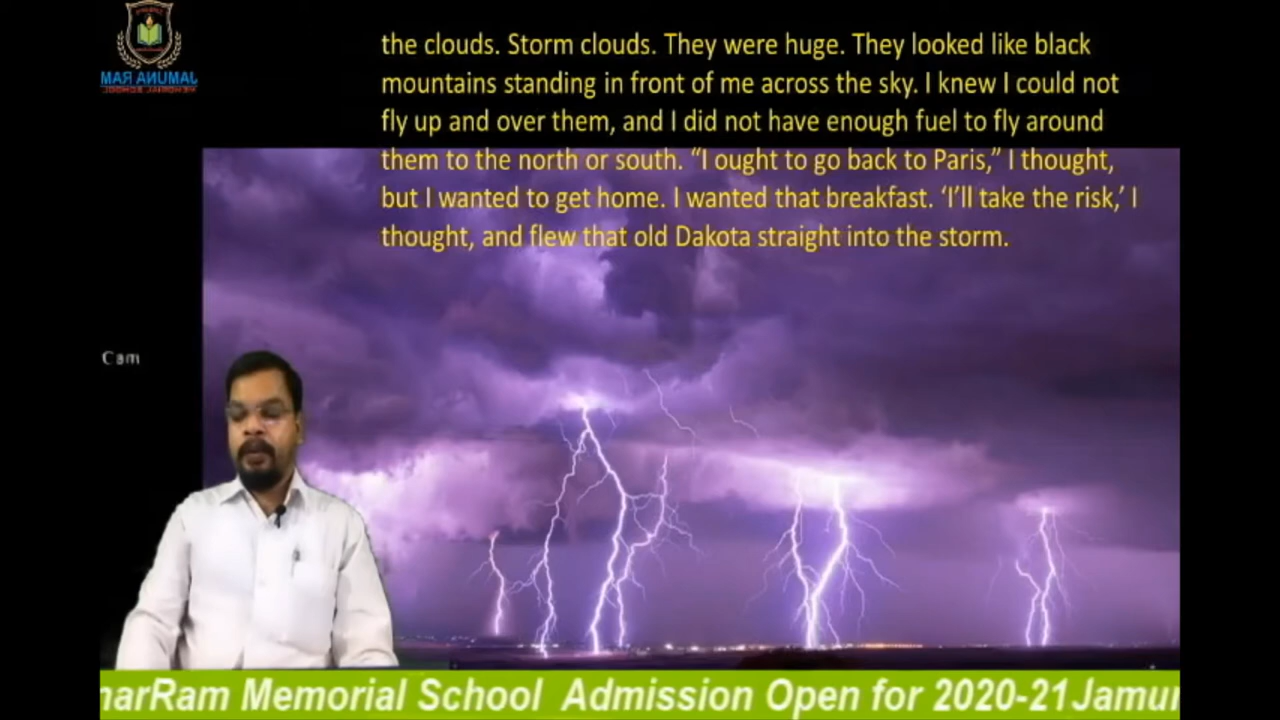 the clouds. Storm clouds. They were huge. They looked like black
mountains standing in front of me across the sky. I knew I could not
fly up and over them, and I did not have enough fuel to fly around
them to the north or south. “I ought to go back to Paris,” I thought,
but I wanted to get home. I wanted that breakfast. ‘I’ll take the risk,’ I
thought, and flew that old Dakota straight into the storm.
JAMUNA RAM
Cam
narRam Memorial School Admission Open for 2020-21Jamur